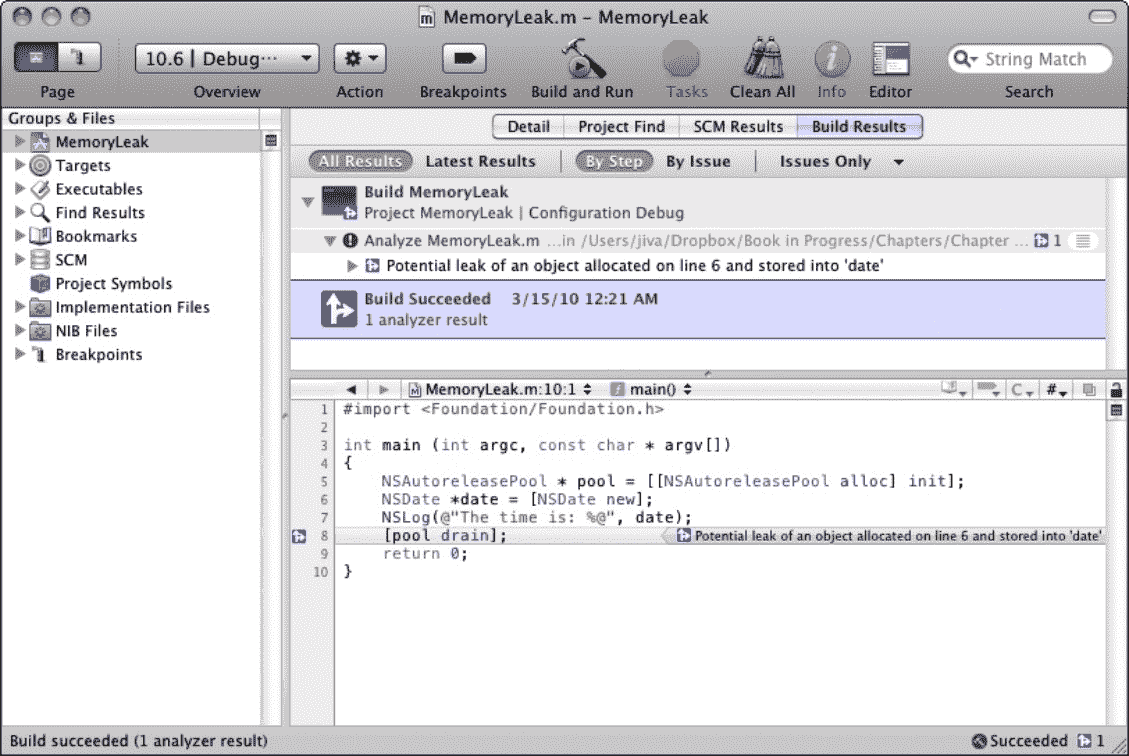 MemoryLeak.m – MemoryLeak
10.6 | Debug···
Page
Overview
Action
Breakpoints
Build and Run
Tasks
Clean All
Info
Editor
String Match
Search
Groups & Files
MemoryLeak
Targets
Executables
Find Results
Bookmarks
SCM
Project Symbols
Implementation Files
NIB Files
Breakpoints
Detail Project Find SCM Results Build Results
All Results Latest Results By Step By Issue Issues Only
Build MemoryLeak
Project MemoryLeak | Configuration Debug
Analyze MemoryLeak.m ...in /Users/jiva/Dropbox/Book in Progress/Chapters/Chapter ... 1
Potential leak of an object allocated on line 6 and stored into 'date'
Build Succeeded 3/15/10 12:21 AM
1 analyzer result
MemoryLeak.m:10:1 f main() C #
1 #import <Foundation/Foundation.h>
2
3 int main (int argc, const char * argv[])
4 {
5 NSAutoreleasePool * pool = [[NSAutoreleasePool alloc] init];
6 NSDate *date = [NSDate new];
7 NSLog(@"The time is: %@", date);
8 [pool drain]; Potential leak of an object allocated on line 6 and stored into 'date'
9 return 0;
10 }
Build succeeded (1 analyzer result)
Succeeded 1